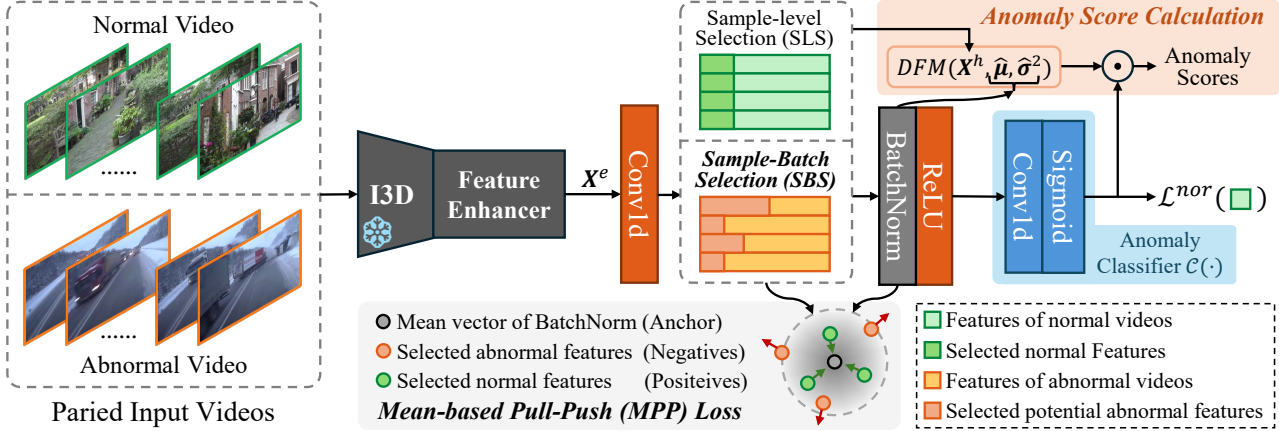 Normal Video
......
......
Abnormal Video
Paried Input Videos
I3D
Feature
Enhancer
X^e
Conv1d
Sample-level
Selection (SLS)
Sample-Batch
Selection (SBS)
BatchNorm
ReLU
Anomaly Score Calculation
DFM(X^h, μ̂, σ̂²)
Anomaly
Scores
Conv1d
Sigmoid
Anomaly
Classifier C(·)
ℒ^nor( )
Mean vector of BatchNorm (Anchor)
Selected abnormal features (Negatives)
Selected normal features (Positeives)
Mean-based Pull-Push (MPP) Loss
Features of normal videos
Selected normal Features
Features of abnormal videos
Selected potential abnormal features